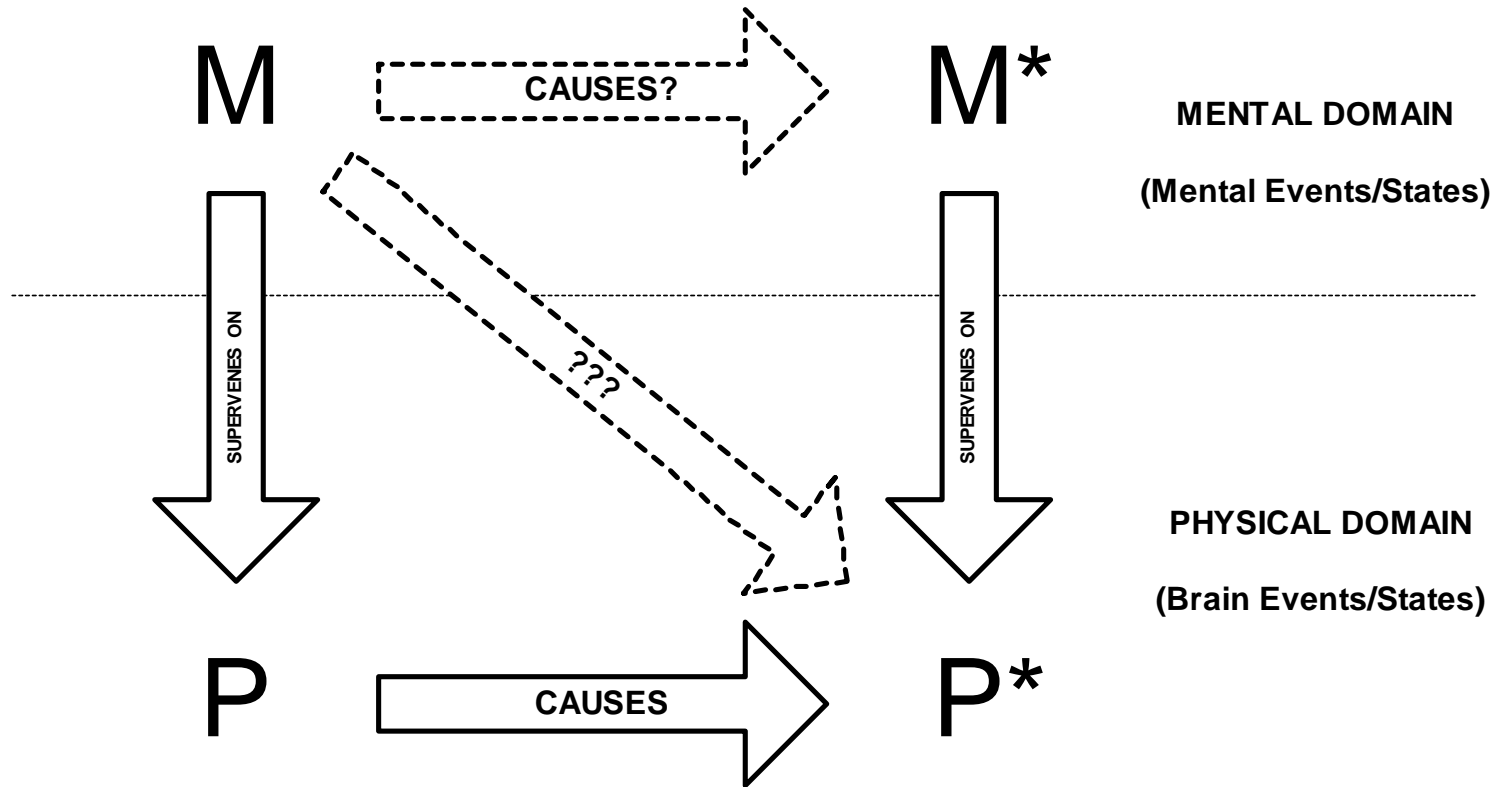 M
CAUSES?
M*
MENTAL DOMAIN
(Mental Events/States)
SUPERVENES ON
???
SUPERVENES ON
PHYSICAL DOMAIN
(Brain Events/States)
P
CAUSES
P*